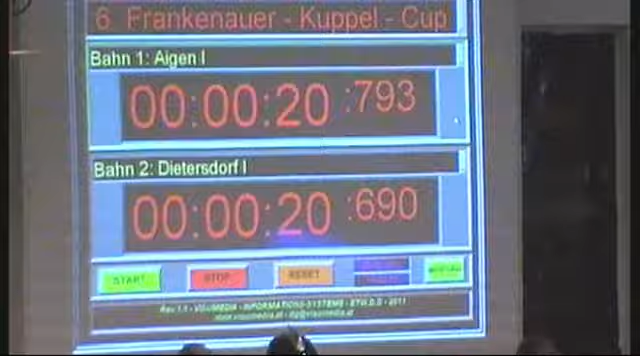 6 Frankenauer - Kuppel - Cup
Bahn 1: Aigen I
00:00:20 :793
Bahn 2: Dietersdorf I
00:00:20 :690
START STOP RESET